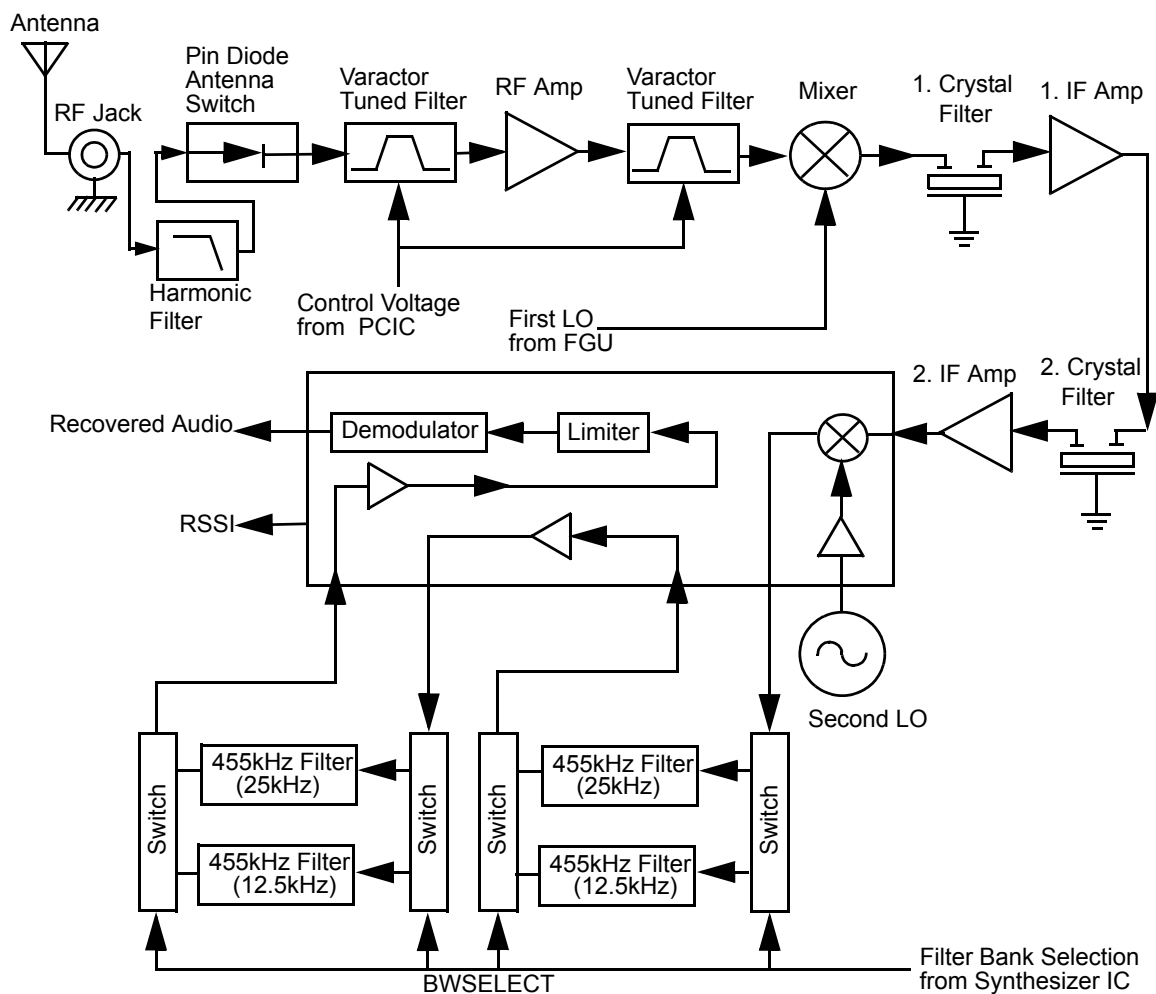 Antenna
Pin Diode
Antenna
Switch
Varactor
Tuned Filter
RF Amp
Varactor
Tuned Filter
Mixer
1. Crystal
Filter
1. IF Amp
RF Jack
Harmonic
Filter
Control Voltage
from PCIC
First LO
from FGU
2. IF Amp
2. Crystal
Filter
Recovered Audio
Demodulator
Limiter
RSSI
Second LO
Switch
455kHz Filter
(25kHz)
455kHz Filter
(12.5kHz)
Switch
Switch
455kHz Filter
(25kHz)
455kHz Filter
(12.5kHz)
Switch
BWSELECT
Filter Bank Selection
from Synthesizer IC